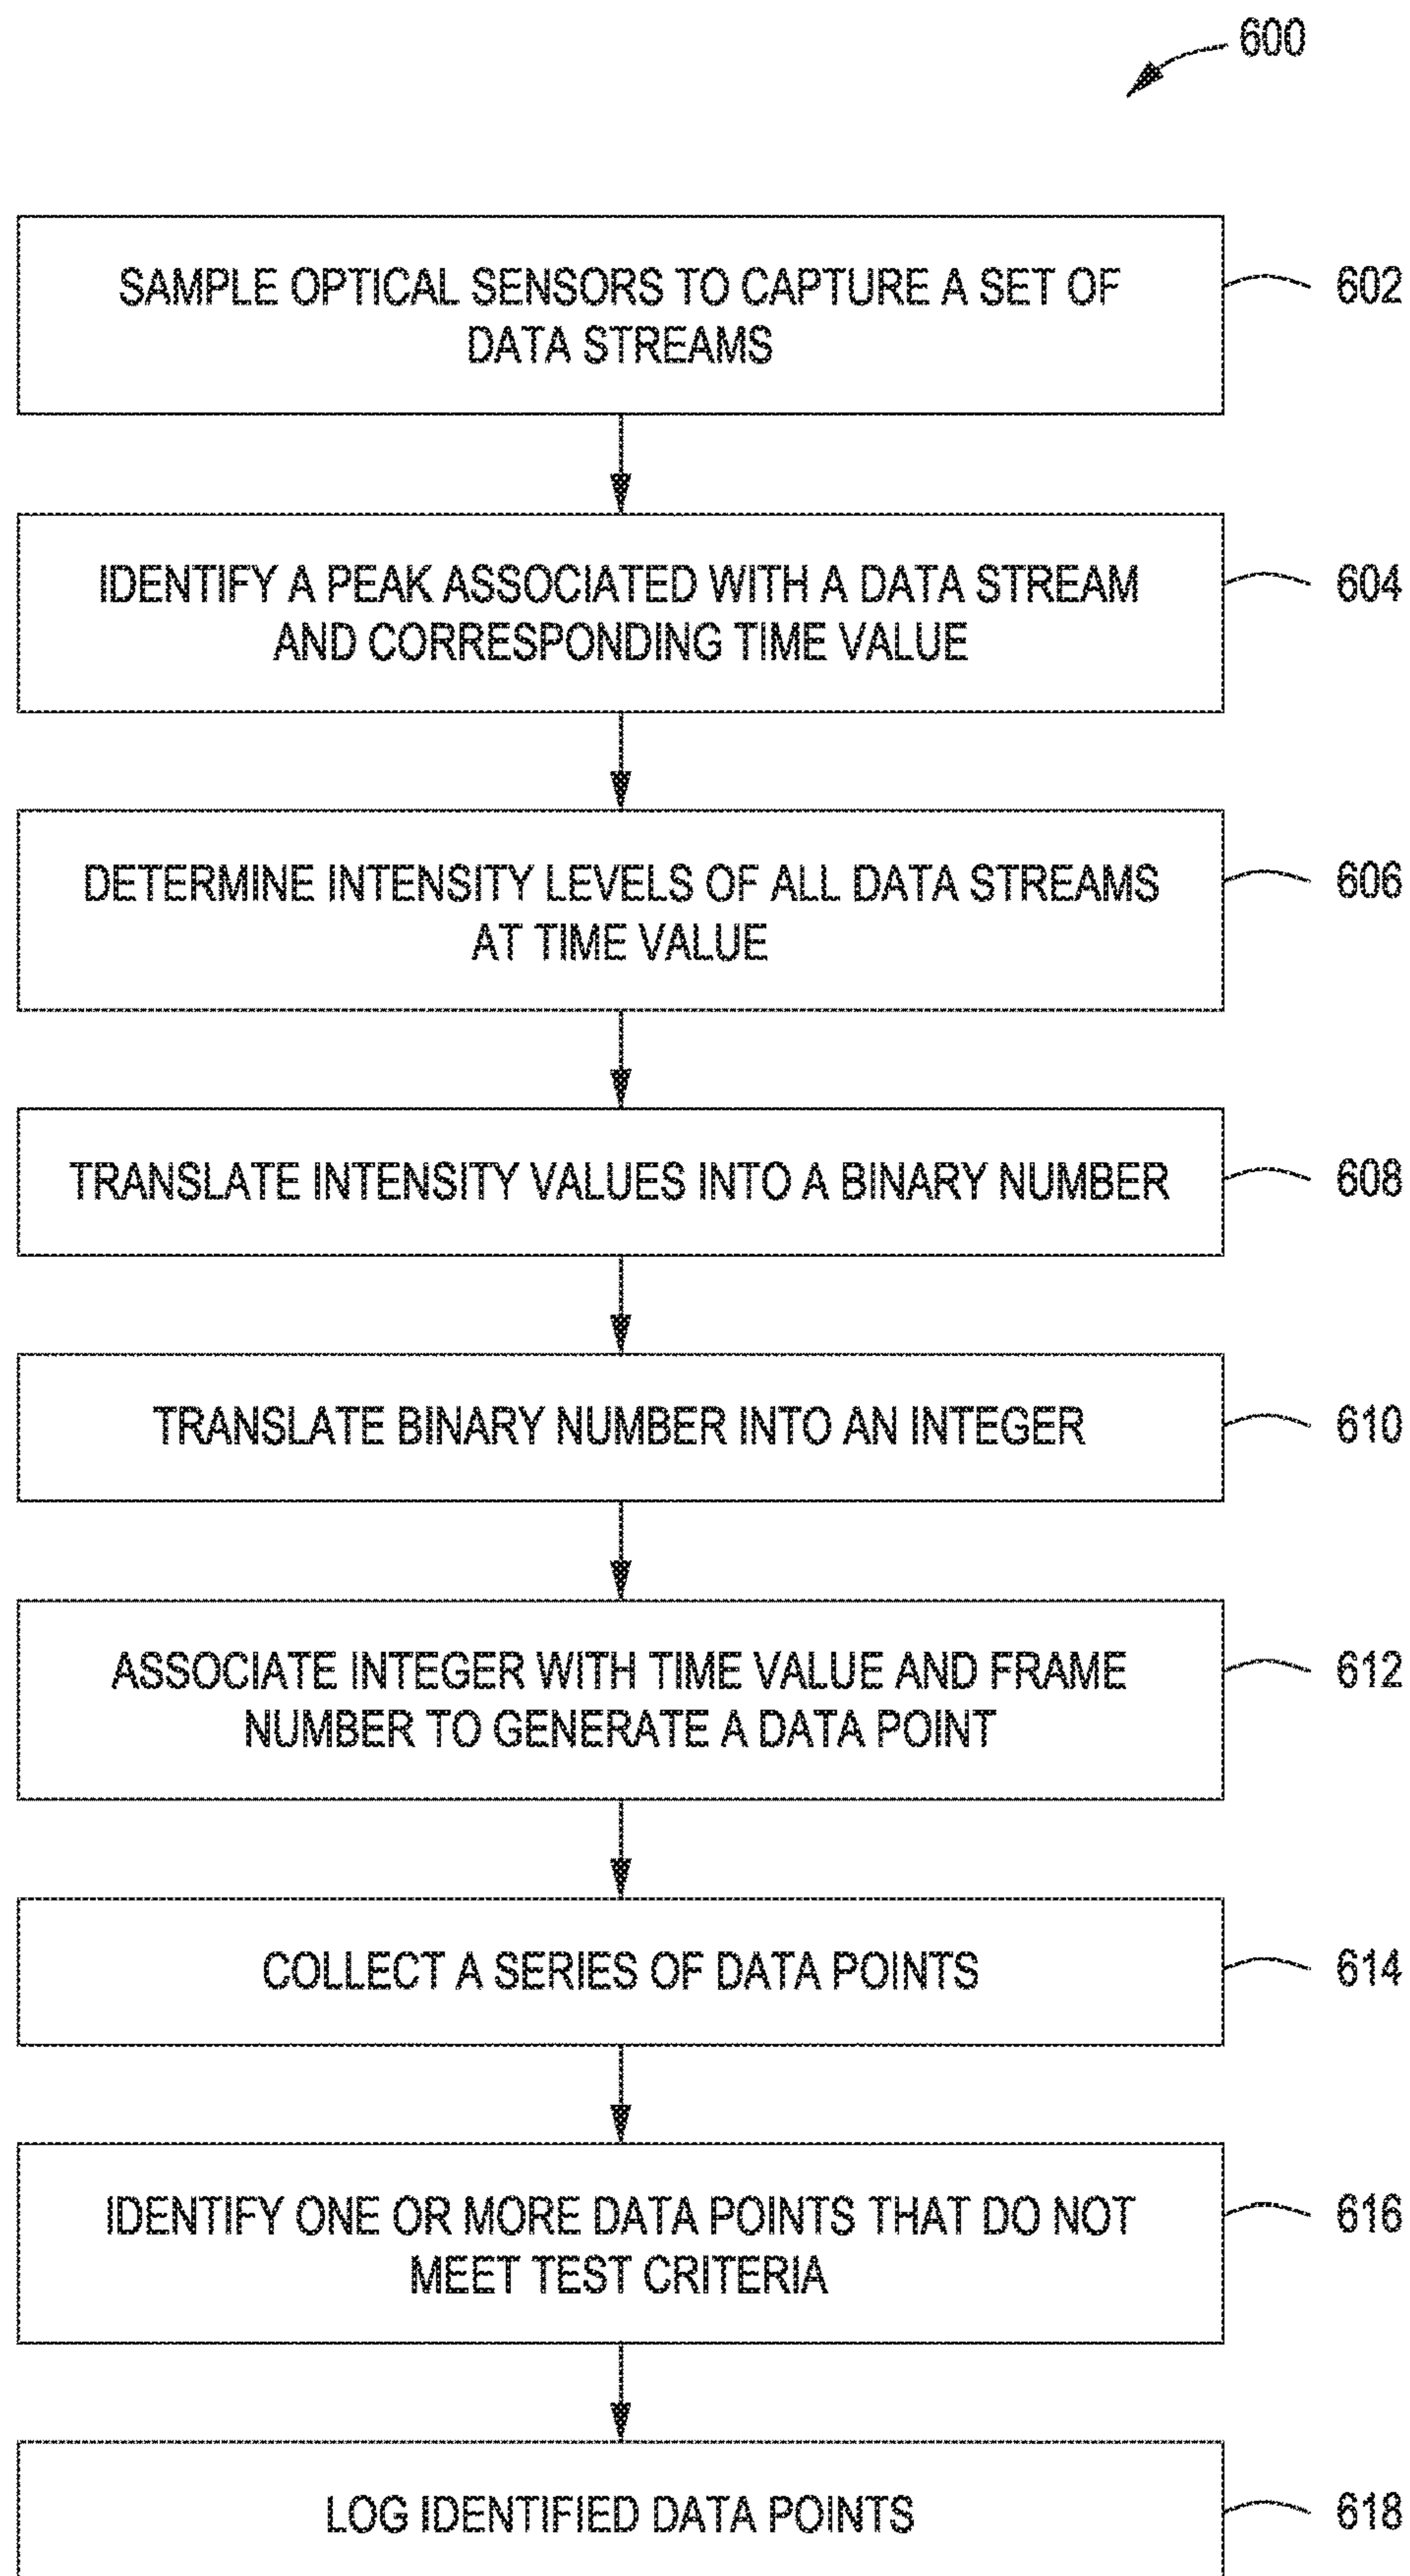 600
SAMPLE OPTICAL SENSORS TO CAPTURE A SET OF
DATA STREAMS
602
IDENTIFY A PEAK ASSOCIATED WITH A DATA STREAM
AND CORRESPONDING TIME VALUE
604
DETERMINE INTENSITY LEVELS OF ALL DATA STREAMS
AT TIME VALUE
606
TRANSLATE INTENSITY VALUES INTO A BINARY NUMBER
608
TRANSLATE BINARY NUMBER INTO AN INTEGER
610
ASSOCIATE INTEGER WITH TIME VALUE AND FRAME
NUMBER TO GENERATE A DATA POINT
612
COLLECT A SERIES OF DATA POINTS
614
IDENTIFY ONE OR MORE DATA POINTS THAT DO NOT
MEET TEST CRITERIA
616
LOG IDENTIFIED DATA POINTS
618